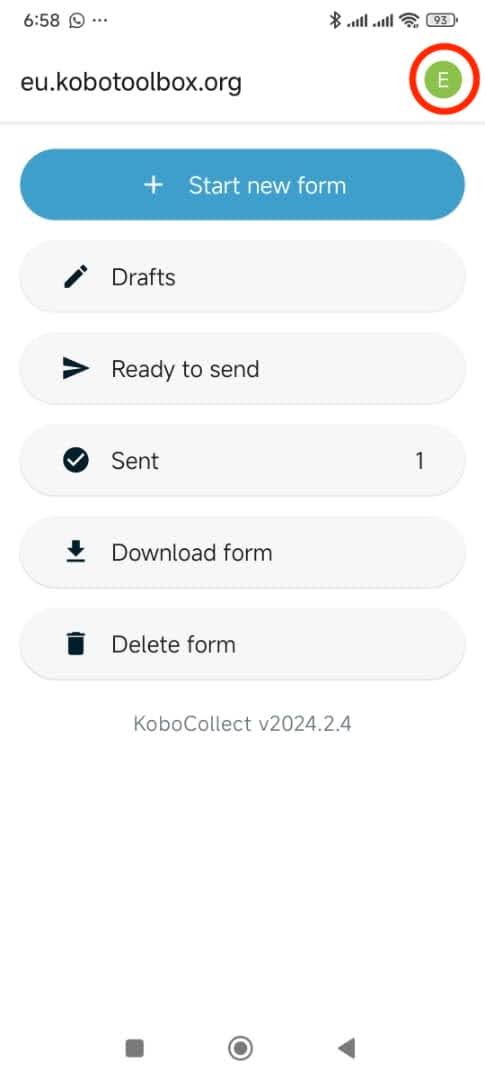 6:58 ... 93
eu.kobotoolbox.org E
+ Start new form
Drafts
Ready to send
Sent 1
Download form
Delete form
KoboCollect v2024.2.4